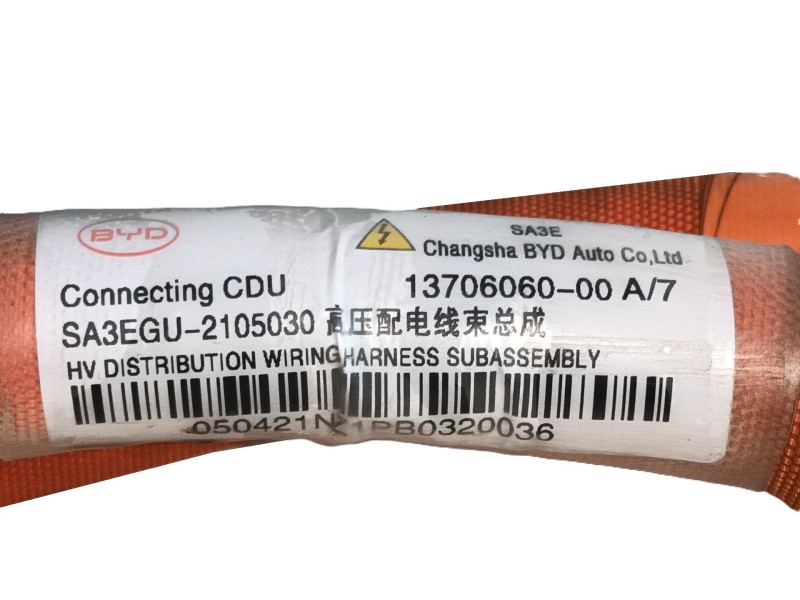 BYD
SA3E
Changsha BYD Auto Co,Ltd
Connecting CDU 13706060-00 A/7
SA3EGU-2105030 高压配电线束总成
HV DISTRIBUTION WIRING HARNESS SUBASSEMBLY